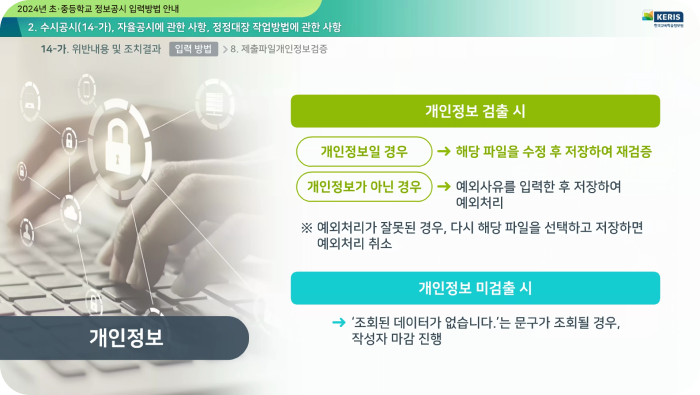 2024년 초·중등학교 정보공시 입력방법 안내
KERIS
한국교육학술정보원
2. 수시공시(14-가), 자율공시에 관한 사항, 정정대장 작업방법에 관한 사항
14-가. 위반내용 및 조치결과 입력 방법 > 8. 제출파일개인정보검증
개인정보 검출 시
개인정보일 경우 → 해당 파일을 수정 후 저장하여 재검증
개인정보가 아닌 경우 → 예외사유를 입력한 후 저장하여
예외처리
※ 예외처리가 잘못된 경우, 다시 해당 파일을 선택하고 저장하면
예외처리 취소
개인정보 미검출 시
→ ‘조회된 데이터가 없습니다.’는 문구가 조회될 경우,
작성자 마감 진행
개인정보